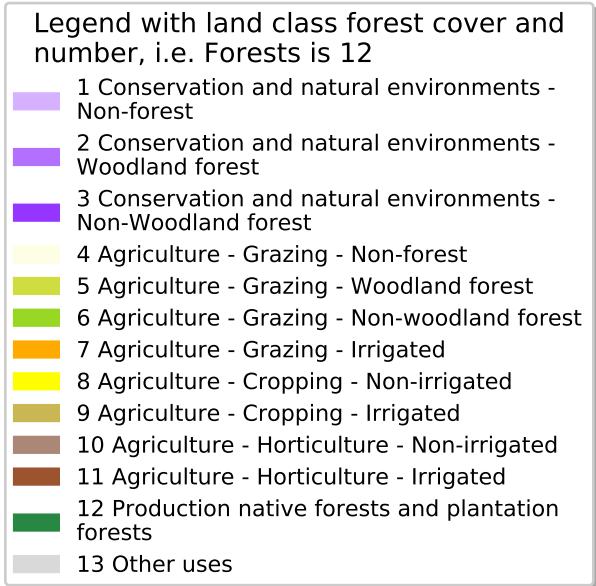 Legend with land class forest cover and
number, i.e. Forests is 12
1 Conservation and natural environments -
Non-forest
2 Conservation and natural environments -
Woodland forest
3 Conservation and natural environments -
Non-Woodland forest
4 Agriculture - Grazing - Non-forest
5 Agriculture - Grazing - Woodland forest
6 Agriculture - Grazing - Non-woodland forest
7 Agriculture - Grazing - Irrigated
8 Agriculture - Cropping - Non-irrigated
9 Agriculture - Cropping - Irrigated
10 Agriculture - Horticulture - Non-irrigated
11 Agriculture - Horticulture - Irrigated
12 Production native forests and plantation
forests
13 Other uses